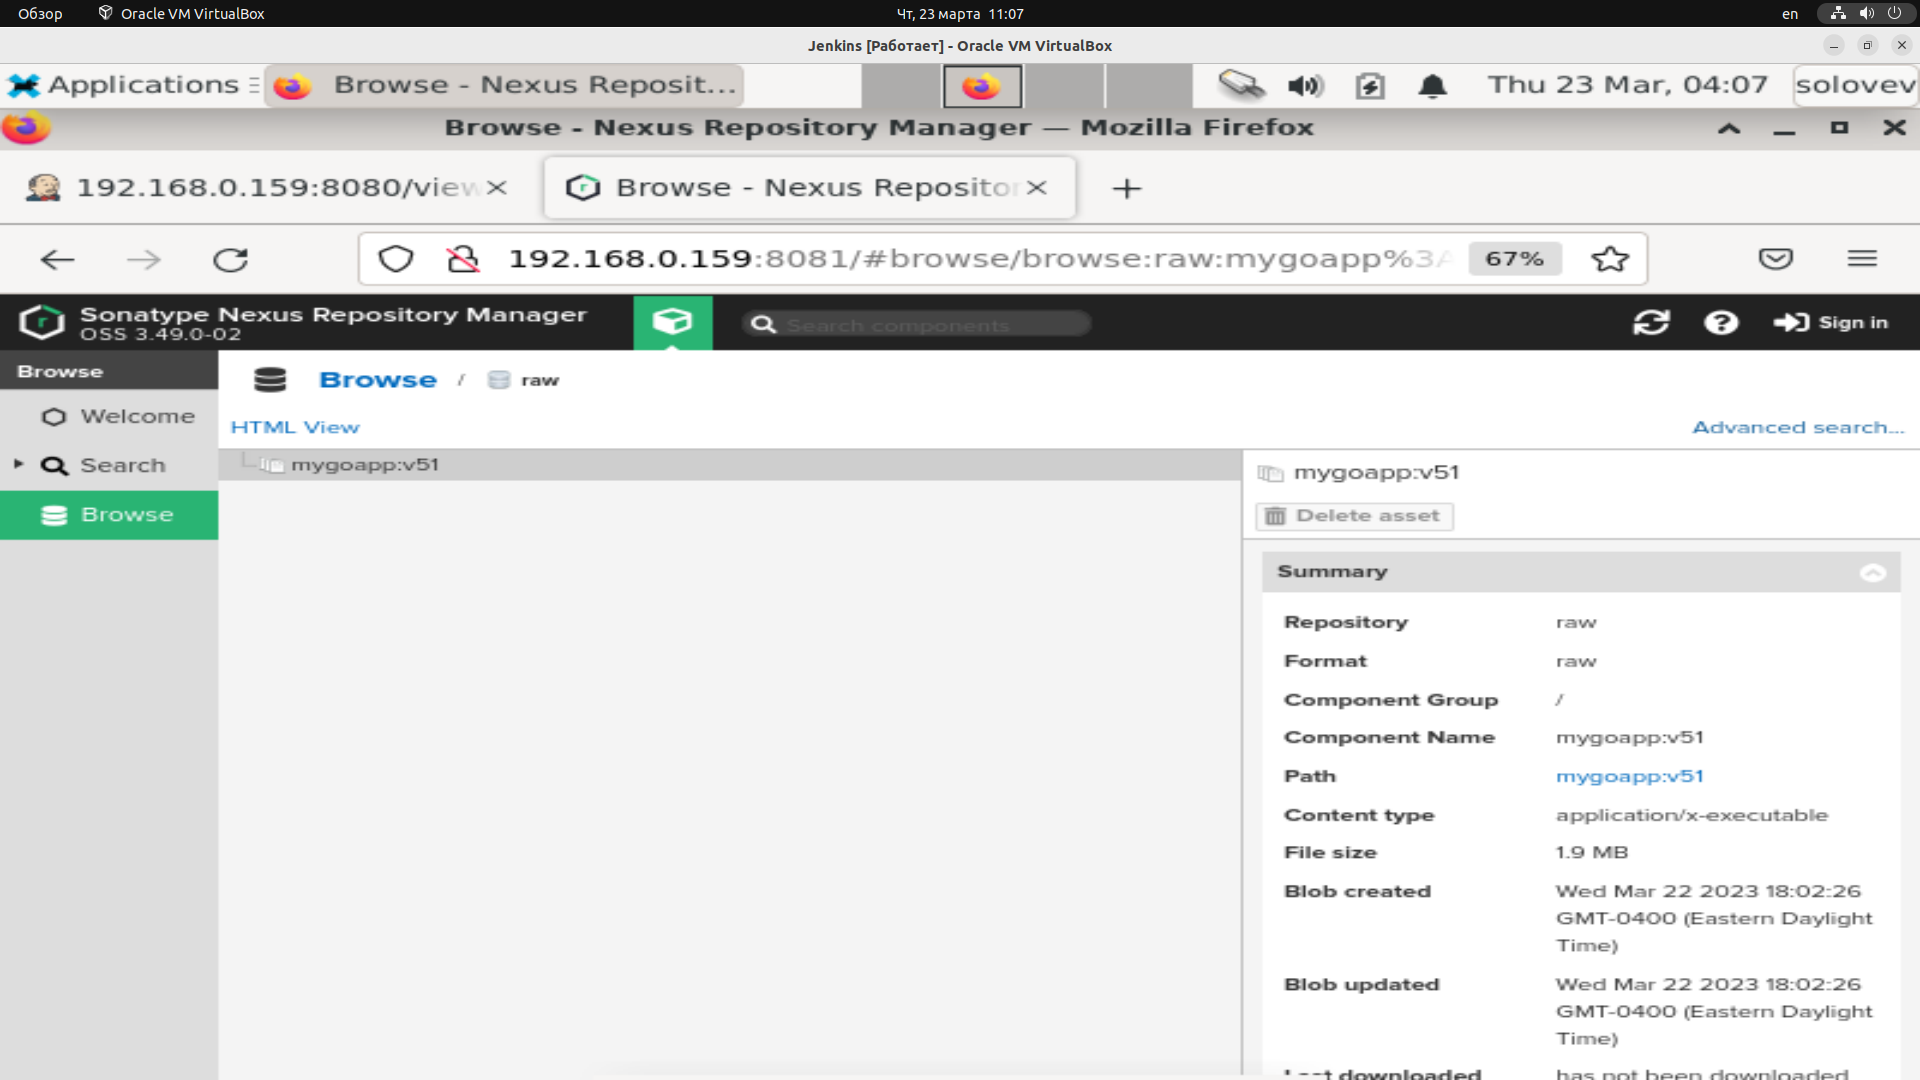 Обзор
Oracle VM VirtualBox
Чт, 23 марта 11:07
en
Jenkins [Работает] - Oracle VM VirtualBox
Applications
Browse - Nexus Reposit...
Thu 23 Mar, 04:07
solovev
Browse - Nexus Repository Manager — Mozilla Firefox
192.168.0.159:8080/view
Browse - Nexus Repositor
192.168.0.159:8081/#browse/browse:raw:mygoapp%3A
67%
Sonatype Nexus Repository Manager
OSS 3.49.0-02
Search components
Sign in
Browse
Welcome
Search
Browse
Browse / raw
HTML View
Advanced search...
mygoapp:v51
mygoapp:v51
Delete asset
Summary
Repository raw
Format raw
Component Group /
Component Name mygoapp:v51
Path mygoapp:v51
Content type application/x-executable
File size 1.9 MB
Blob created Wed Mar 22 2023 18:02:26
GMT-0400 (Eastern Daylight
Time)
Blob updated Wed Mar 22 2023 18:02:26
GMT-0400 (Eastern Daylight
Time)
Last downloaded has not been downloaded